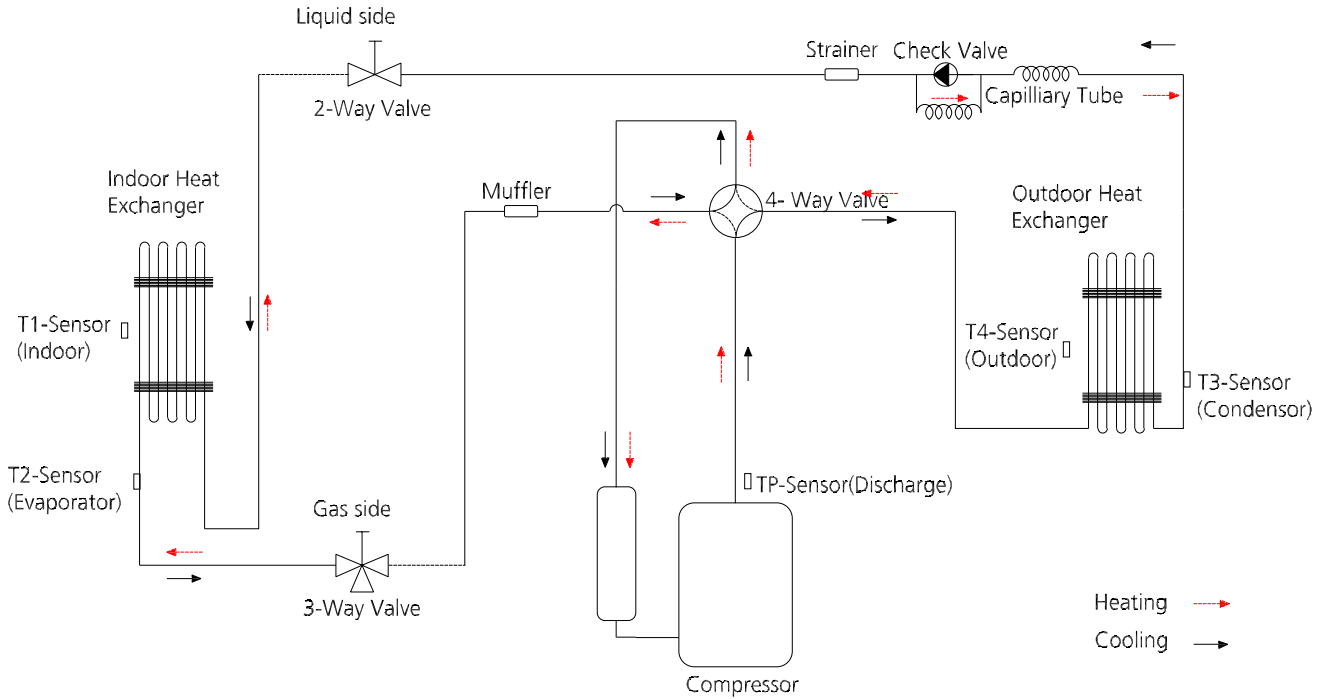 Liquid side
2-Way Valve
Strainer
Check Valve
Capilliary Tube
Indoor Heat
Exchanger
Muffler
4- Way Valve
Outdoor Heat
Exchanger
T1-Sensor
(Indoor)
T4-Sensor
(Outdoor)
T3-Sensor
(Condensor)
T2-Sensor
(Evaporator)
TP-Sensor(Discharge)
Gas side
3-Way Valve
Heating
Cooling
Compressor